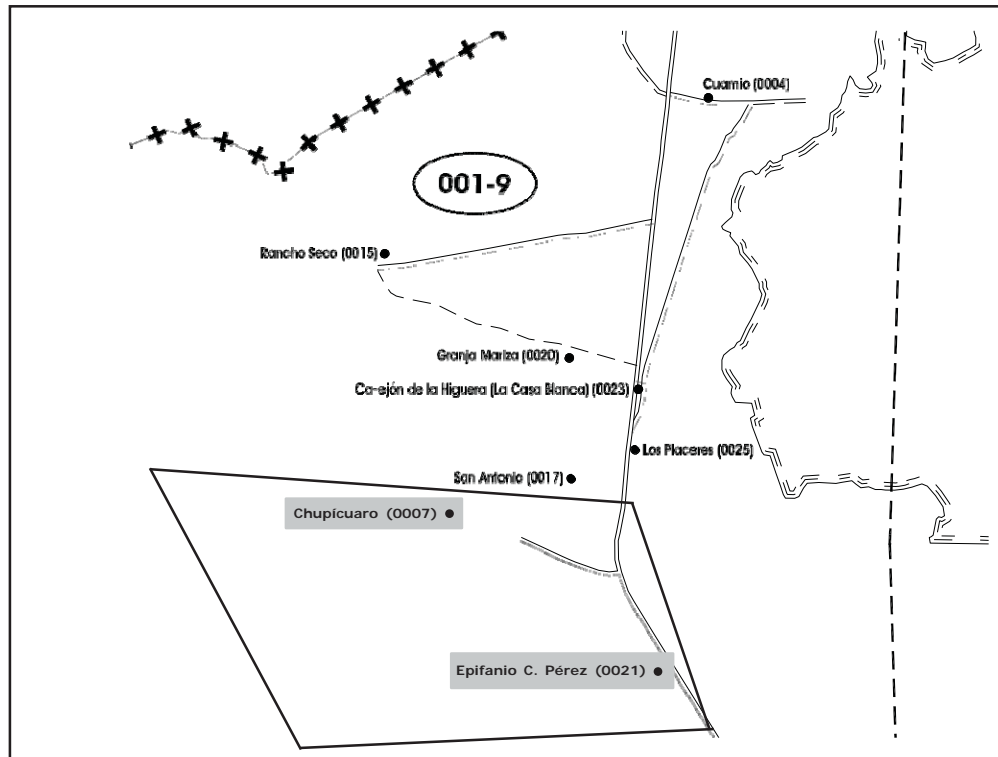 Cuamio (0004)
001-9
Rancho Seco (0015)
Granja Mariza (0020)
Ca-ejón de la Higuera (La Casa Blanca) (0023)
Los Placeres (0025)
San Antonio (0017)
Chupícuaro (0007)
Epifanio C. Pérez (0021)